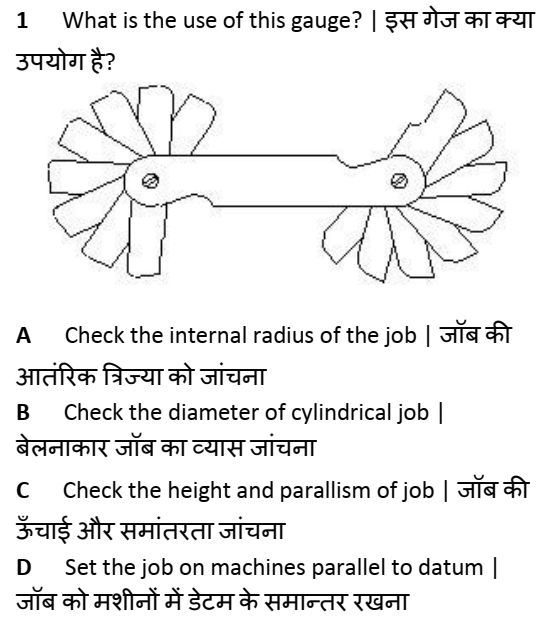 1 What is the use of this gauge? | इस गेज का क्या
उपयोग है?
A Check the internal radius of the job | जॉब की
आतंरिक त्रिज्या को जांचना
B Check the diameter of cylindrical job |
बेलनाकार जॉब का व्यास जांचना
C Check the height and parallism of job | जॉब की
ऊँचाई और समांतरता जांचना
D Set the job on machines parallel to datum |
जॉब को मशीनों में डेटम के समान्तर रखना